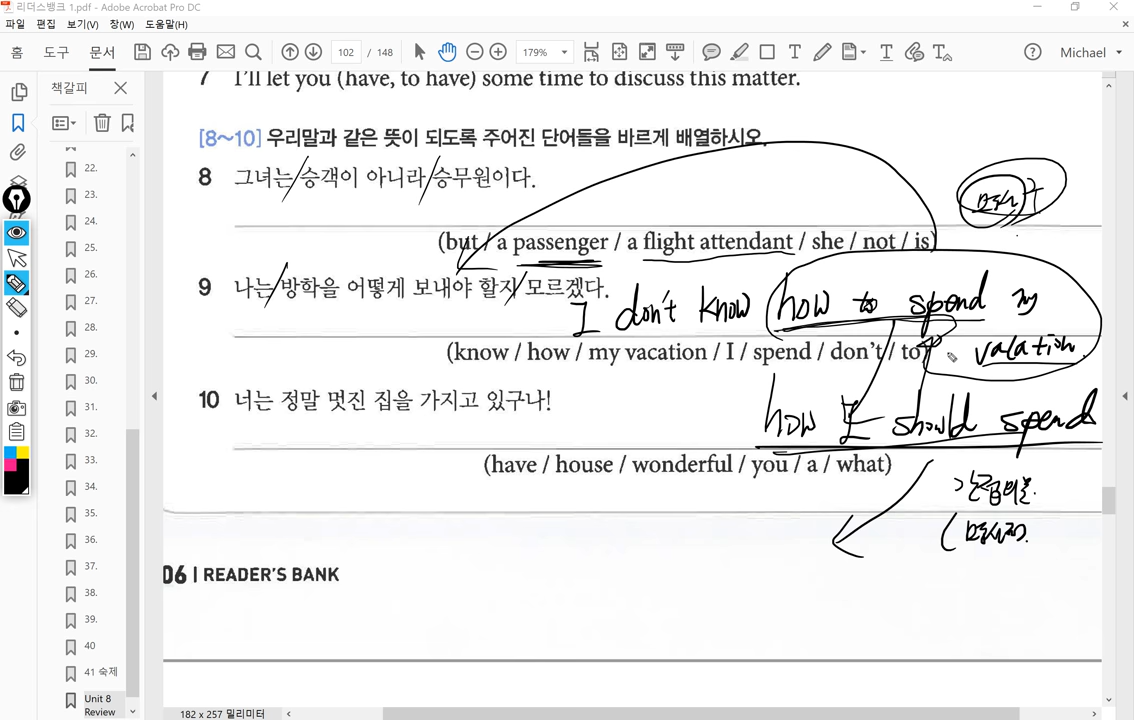 리더스뱅크 1.pdf - Adobe Acrobat Pro DC
파일 편집 보기(V) 창(W) 도움말(H)
홈 도구 문서 102 / 148 179% Michael
책갈피
22.
23.
24.
25.
26.
27.
28.
29.
30.
31.
32.
33.
34.
35.
36.
37.
38.
39.
40
41 숙제
Unit 8
Review
7 I'll let you (have, to have) some time to discuss this matter.
[8~10] 우리말과 같은 뜻이 되도록 주어진 단어들을 바르게 배열하시오.
8 그녀는 승객이 아니라 승무원이다.
(but / a passenger / a flight attendant / she / not / is)
9 나는 방학을 어떻게 보내야 할지 모르겠다.
I don't know how to spend my
vacation
(know / how / my vacation / I / spend / don't / to)
10 너는 정말 멋진 집을 가지고 있구나!
how I should spend
(have / house / wonderful / you / a / what)
06 | READER'S BANK
182 x 257 밀리미터